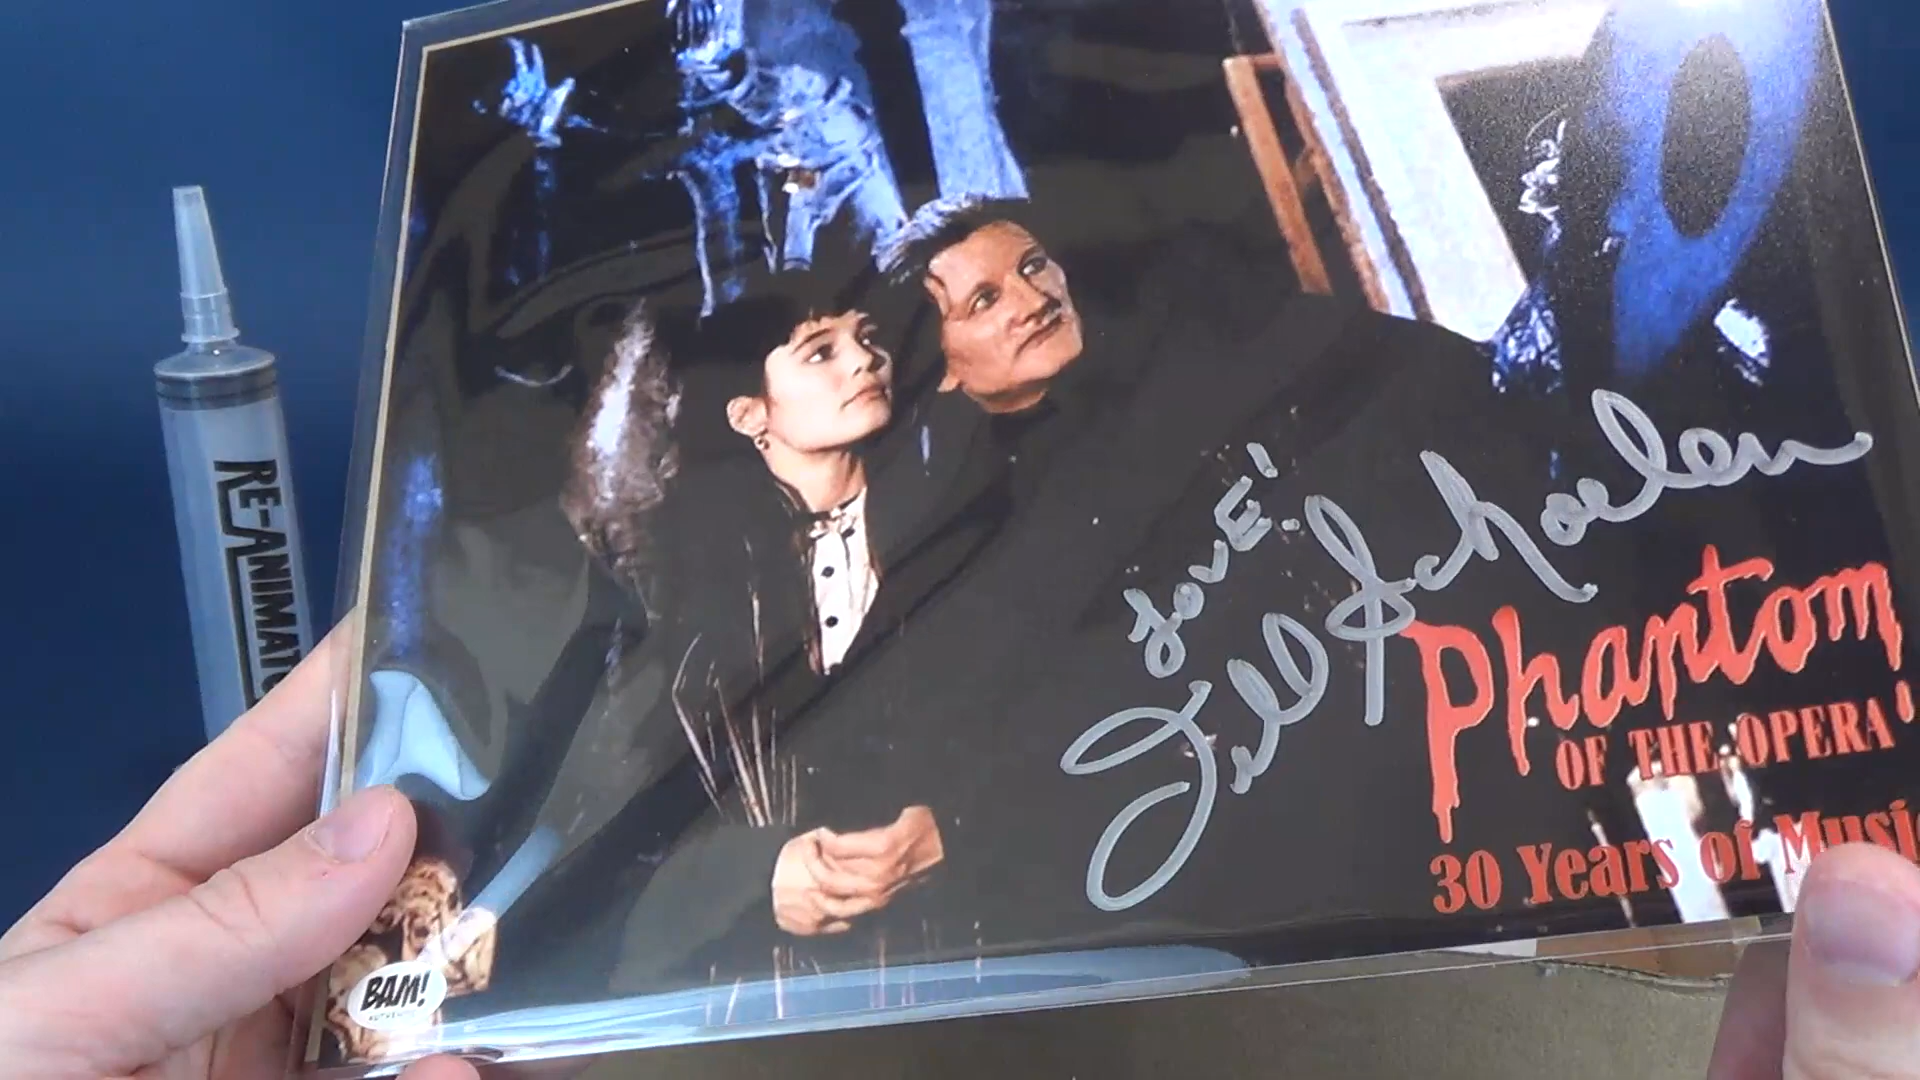 RE-ANIMATO
LOVE!
Jill Schoelen
Phantom
OF THE OPERA
30 Years of Music
BAM!